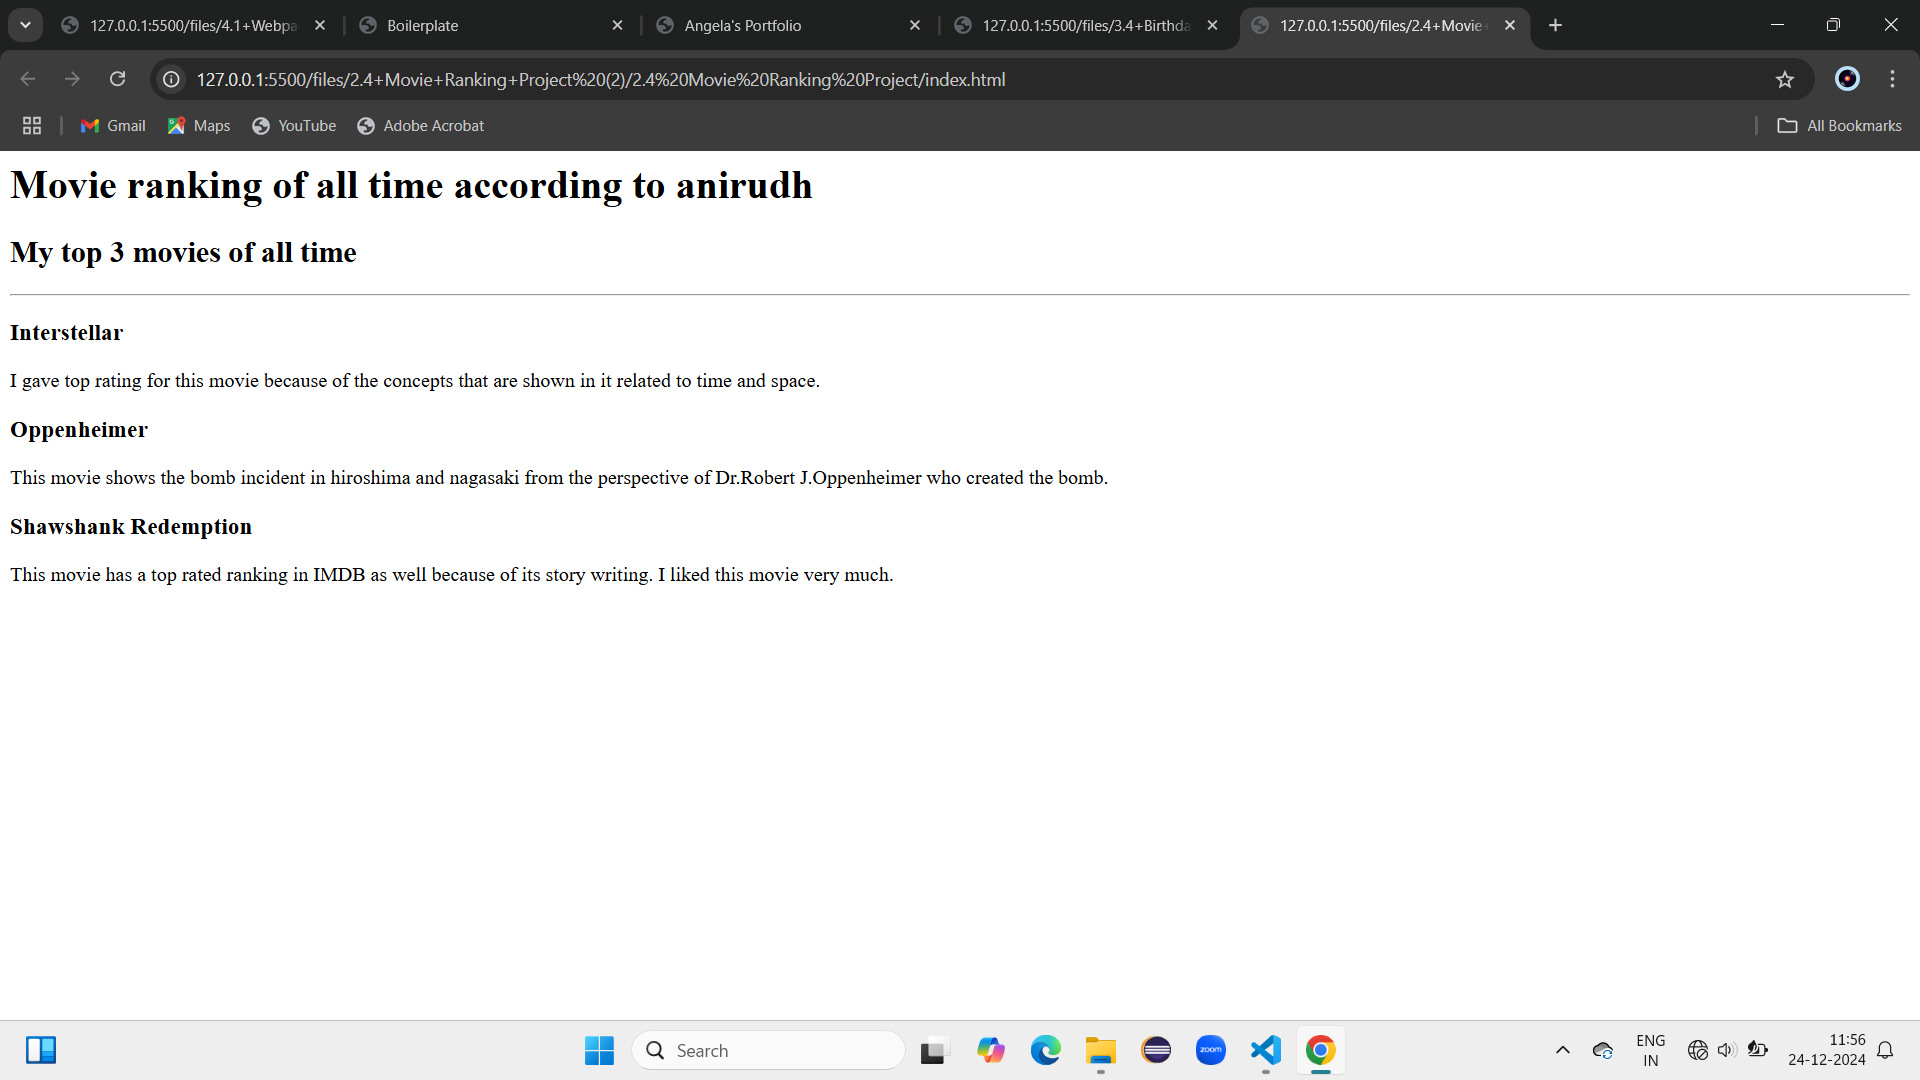 127.0.0.1:5500/files/4.1+Webpa
Boilerplate
Angela's Portfolio
127.0.0.1:5500/files/3.4+Birthda
127.0.0.1:5500/files/2.4+Movie+
127.0.0.1:5500/files/2.4+Movie+Ranking+Project%20(2)/2.4%20Movie%20Ranking%20Project/index.html
Gmail
Maps
YouTube
Adobe Acrobat
All Bookmarks
Movie ranking of all time according to anirudh
My top 3 movies of all time
Interstellar
I gave top rating for this movie because of the concepts that are shown in it related to time and space.
Oppenheimer
This movie shows the bomb incident in hiroshima and nagasaki from the perspective of Dr.Robert J.Oppenheimer who created the bomb.
Shawshank Redemption
This movie has a top rated ranking in IMDB as well because of its story writing. I liked this movie very much.
Search
zoom
ENG
IN
11:56
24-12-2024